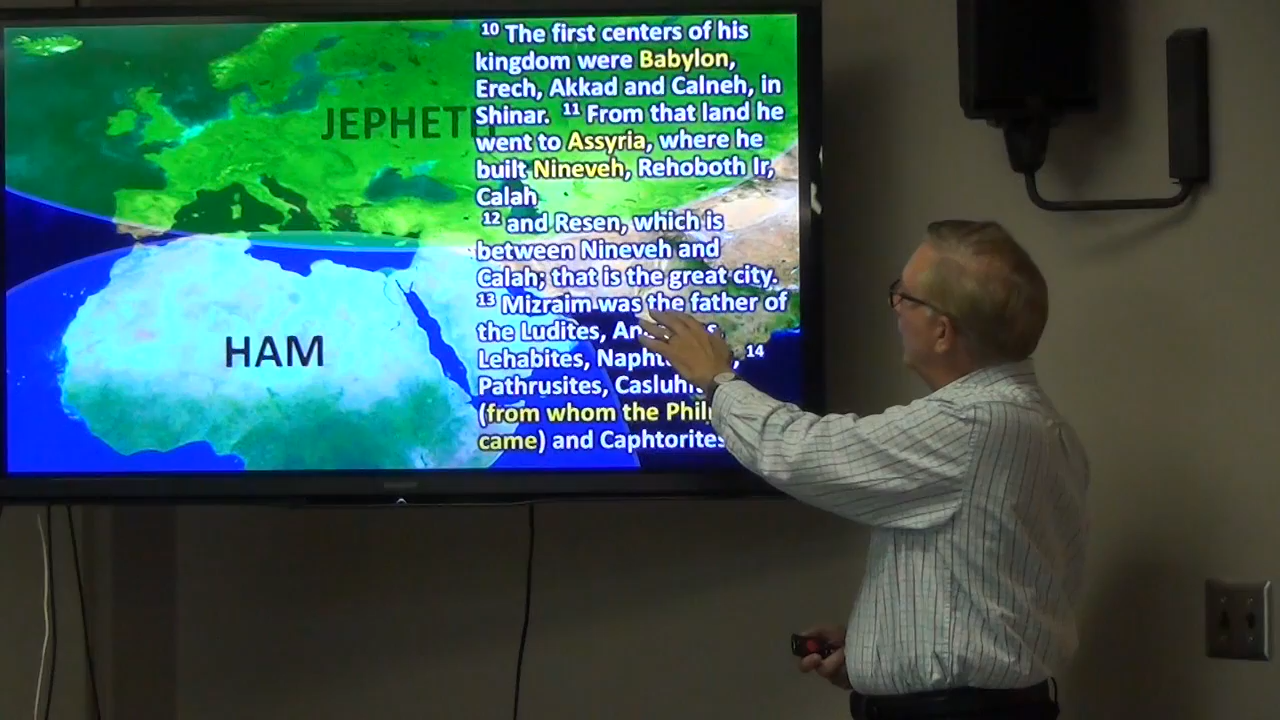 JEPHETH
HAM
10 The first centers of his
kingdom were Babylon,
Erech, Akkad and Calneh, in
Shinar. 11 From that land he
went to Assyria, where he
built Nineveh, Rehoboth Ir,
Calah
12 and Resen, which is
between Nineveh and
Calah; that is the great city.
13 Mizraim was the father of
the Ludites,
Lehabites, 14
Pathrusites,
(from whom the
came) and Caphtorites